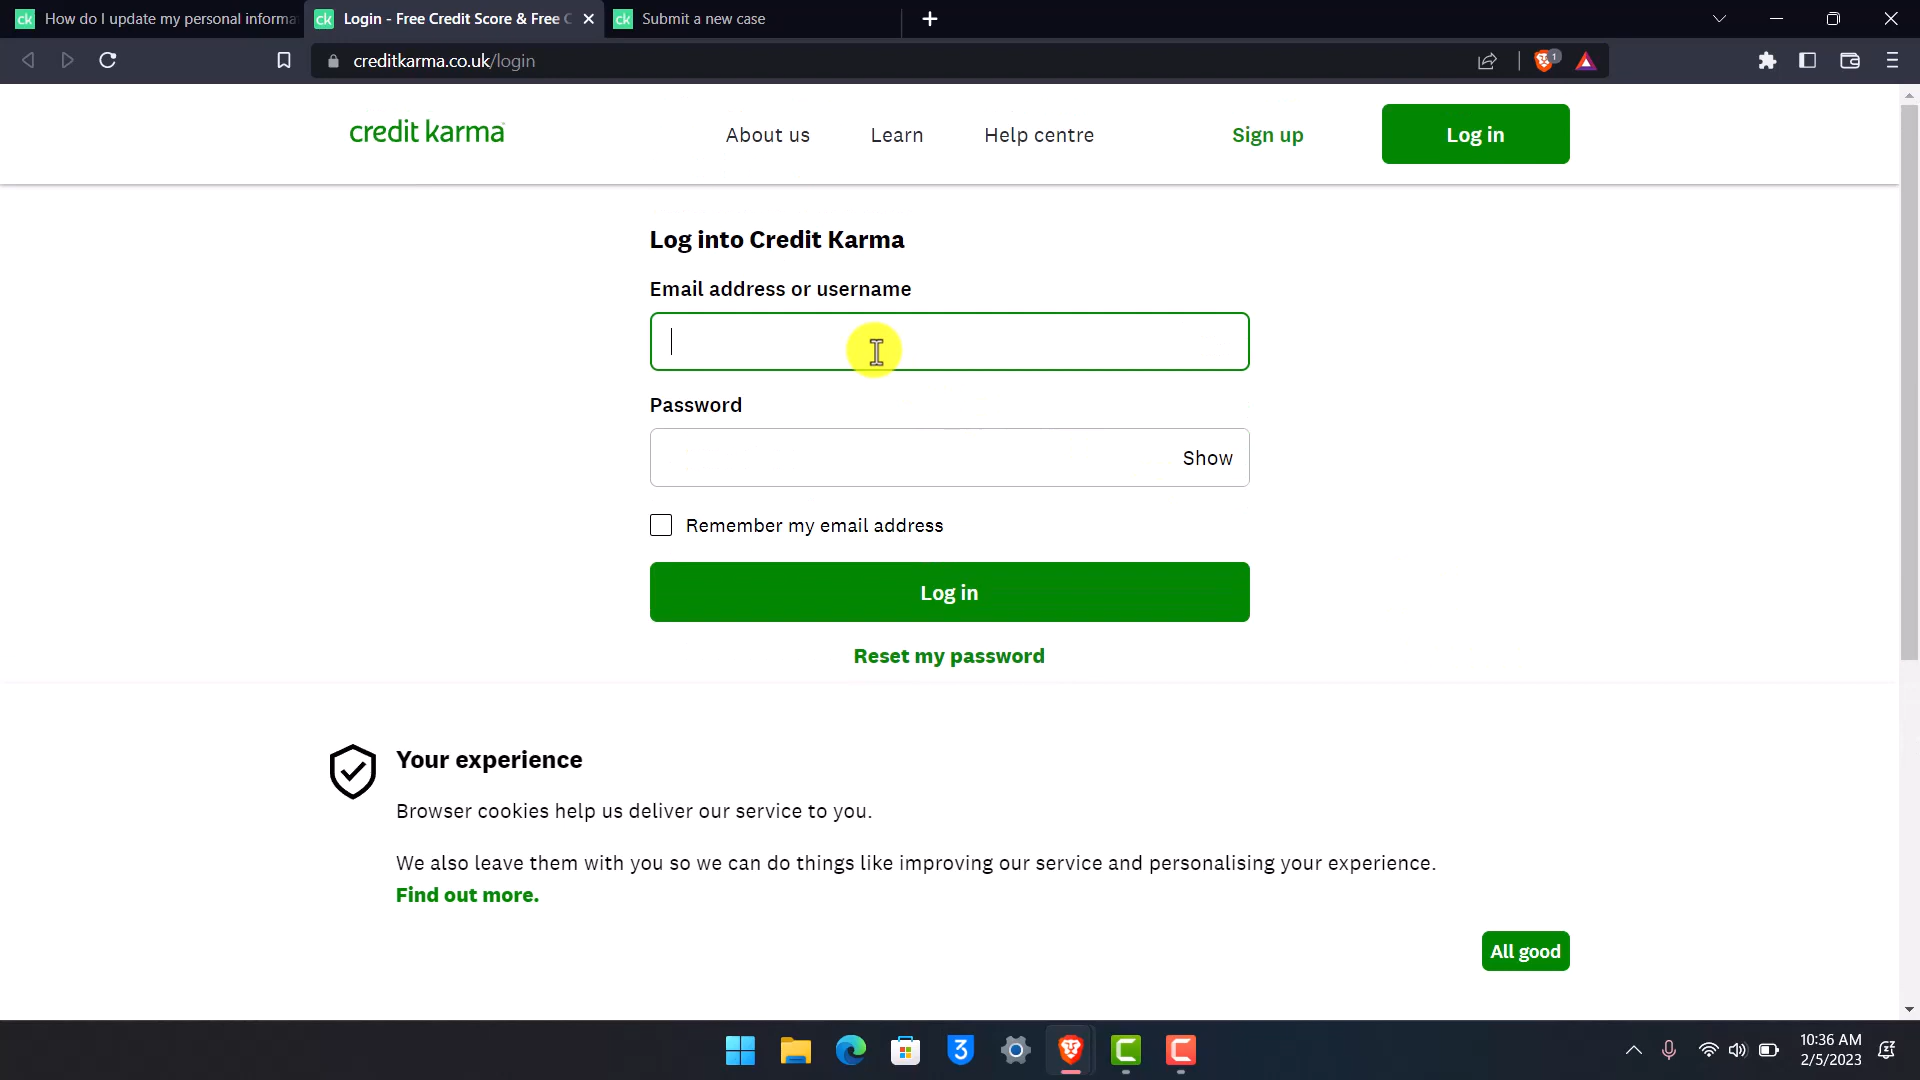 How do I update my personal informa
Login - Free Credit Score & Free C
Submit a new case
creditkarma.co.uk/login
1
credit karma
About us
Learn
Help centre
Sign up
Log in
Log into Credit Karma
Email address or username
Password
Show
Remember my email address
Log in
Reset my password
Your experience
Browser cookies help us deliver our service to you.
We also leave them with you so we can do things like improving our service and personalising your experience.
Find out more.
All good
10:36 AM
2/5/2023